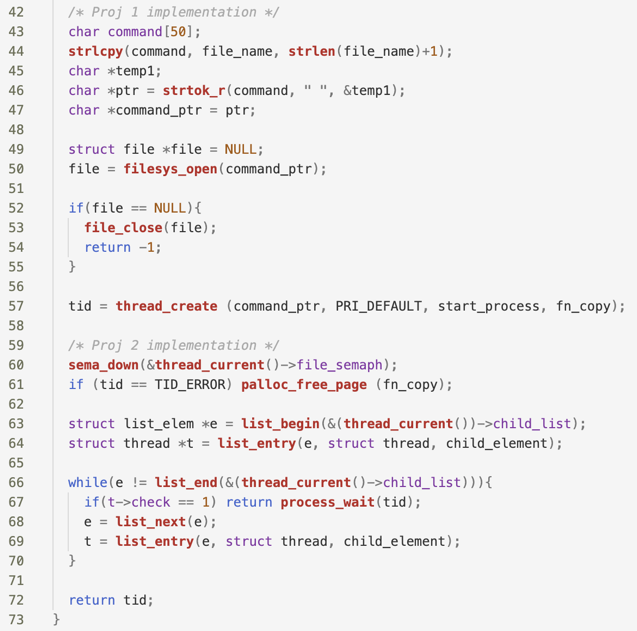 42 /* Proj 1 implementation */
43 char command[50];
44 strlcpy(command, file_name, strlen(file_name)+1);
45 char *temp1;
46 char *ptr = strtok_r(command, " ", &temp1);
47 char *command_ptr = ptr;
48
49 struct file *file = NULL;
50 file = filesys_open(command_ptr);
51
52 if(file == NULL){
53 file_close(file);
54 return -1;
55 }
56
57 tid = thread_create (command_ptr, PRI_DEFAULT, start_process, fn_copy);
58
59 /* Proj 2 implementation */
60 sema_down(&thread_current()->file_semaph);
61 if (tid == TID_ERROR) palloc_free_page (fn_copy);
62
63 struct list_elem *e = list_begin(&(thread_current())->child_list);
64 struct thread *t = list_entry(e, struct thread, child_element);
65
66 while(e != list_end(&(thread_current()->child_list))){
67 if(t->check == 1) return process_wait(tid);
68 e = list_next(e);
69 t = list_entry(e, struct thread, child_element);
70 }
71
72 return tid;
73 }